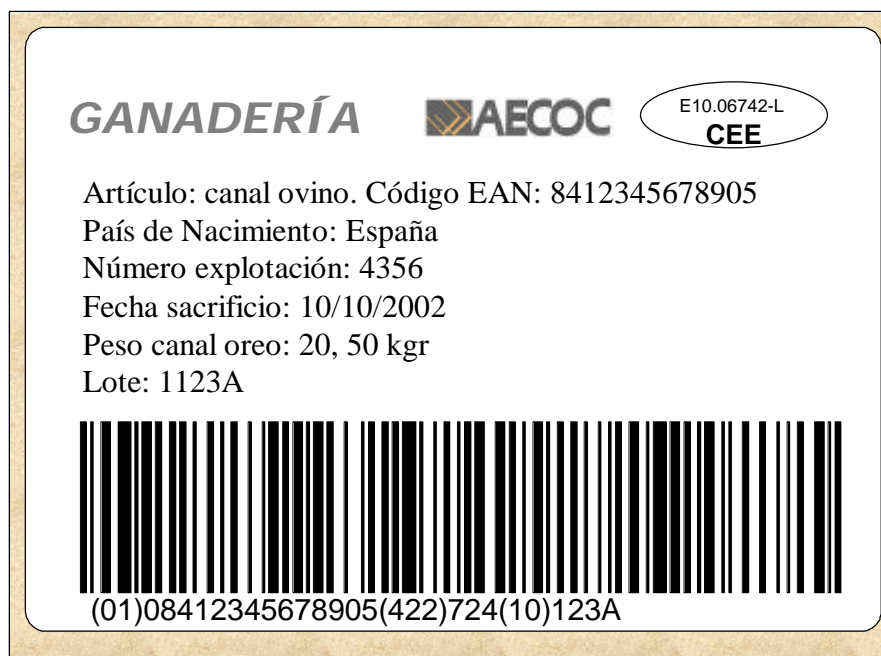 GANADERÍA
AECOC
E10.06742-L
CEE
Artículo: canal ovino. Código EAN: 8412345678905
País de Nacimiento: España
Número explotación: 4356
Fecha sacrificio: 10/10/2002
Peso canal oreo: 20, 50 kgr
Lote: 1123A
(01)08412345678905(422)724(10)123A